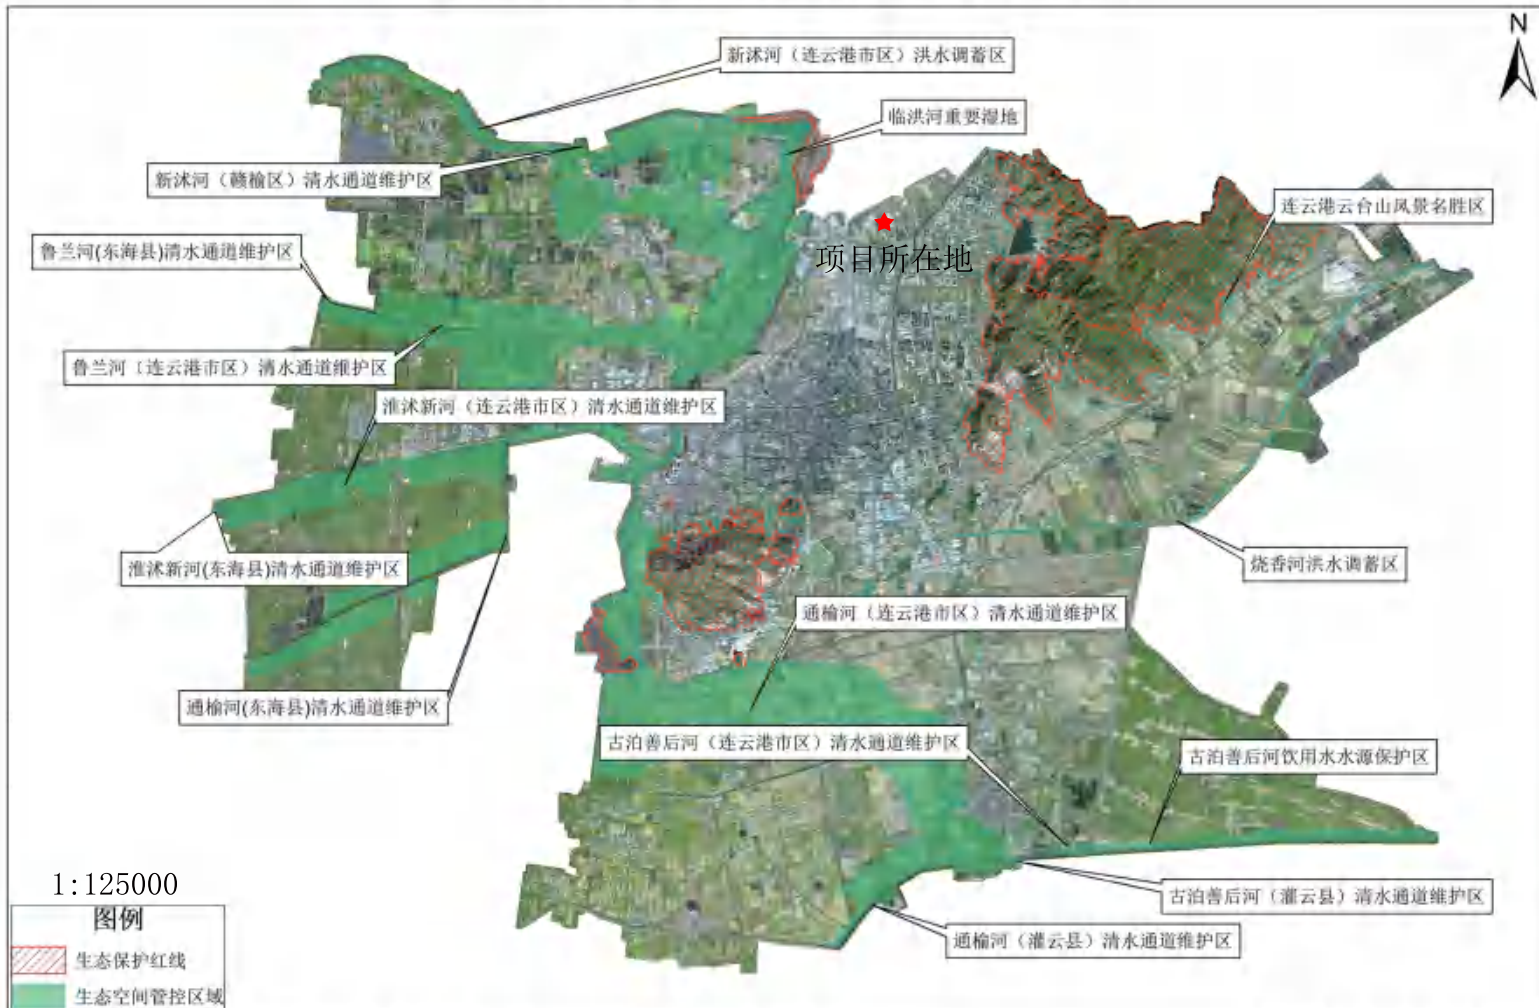 N
新沭河（连云港市区）洪水调蓄区
临洪河重要湿地
新沭河（赣榆区）清水通道维护区
连云港云台山风景名胜区
鲁兰河(东海县)清水通道维护区
项目所在地
鲁兰河（连云港市区）清水通道维护区
淮沭新河（连云港市区）清水通道维护区
淮沭新河(东海县)清水通道维护区
烧香河洪水调蓄区
通榆河（连云港市区）清水通道维护区
通榆河(东海县)清水通道维护区
古泊善后河（连云港市区）清水通道维护区
古泊善后河饮用水水源保护区
1:125000
古泊善后河（灌云县）清水通道维护区
图例
通榆河（灌云县）清水通道维护区
生态保护红线
生态空间管控区域